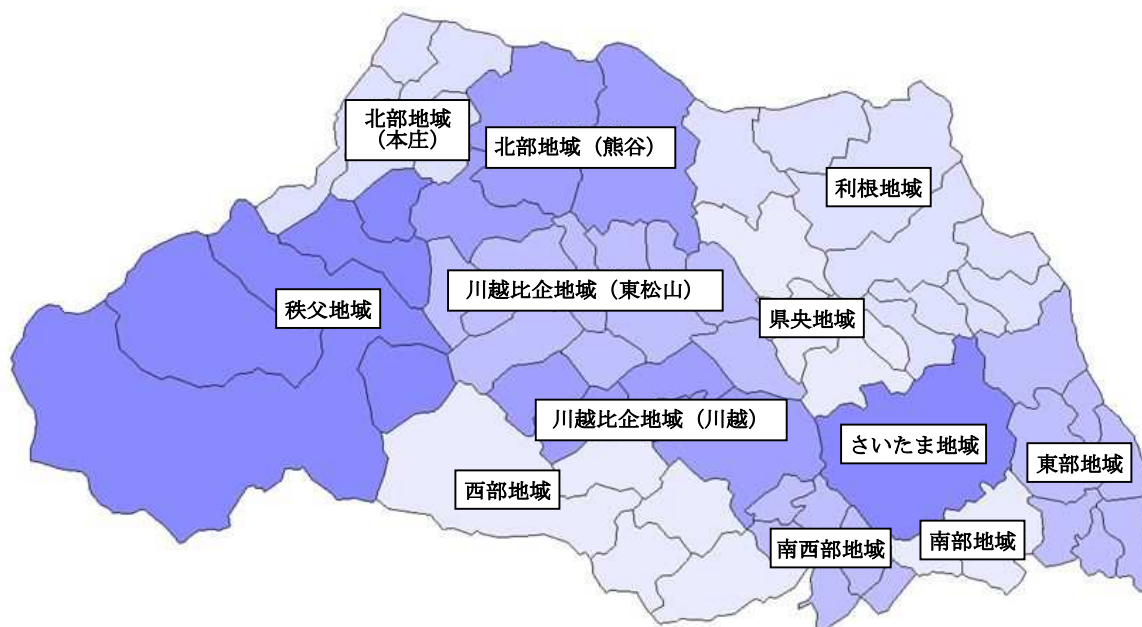 北部地域
（本庄）
北部地域（熊谷）
利根地域
川越比企地域（東松山）
秩父地域
県央地域
川越比企地域（川越）
さいたま地域
東部地域
西部地域
南西部地域
南部地域